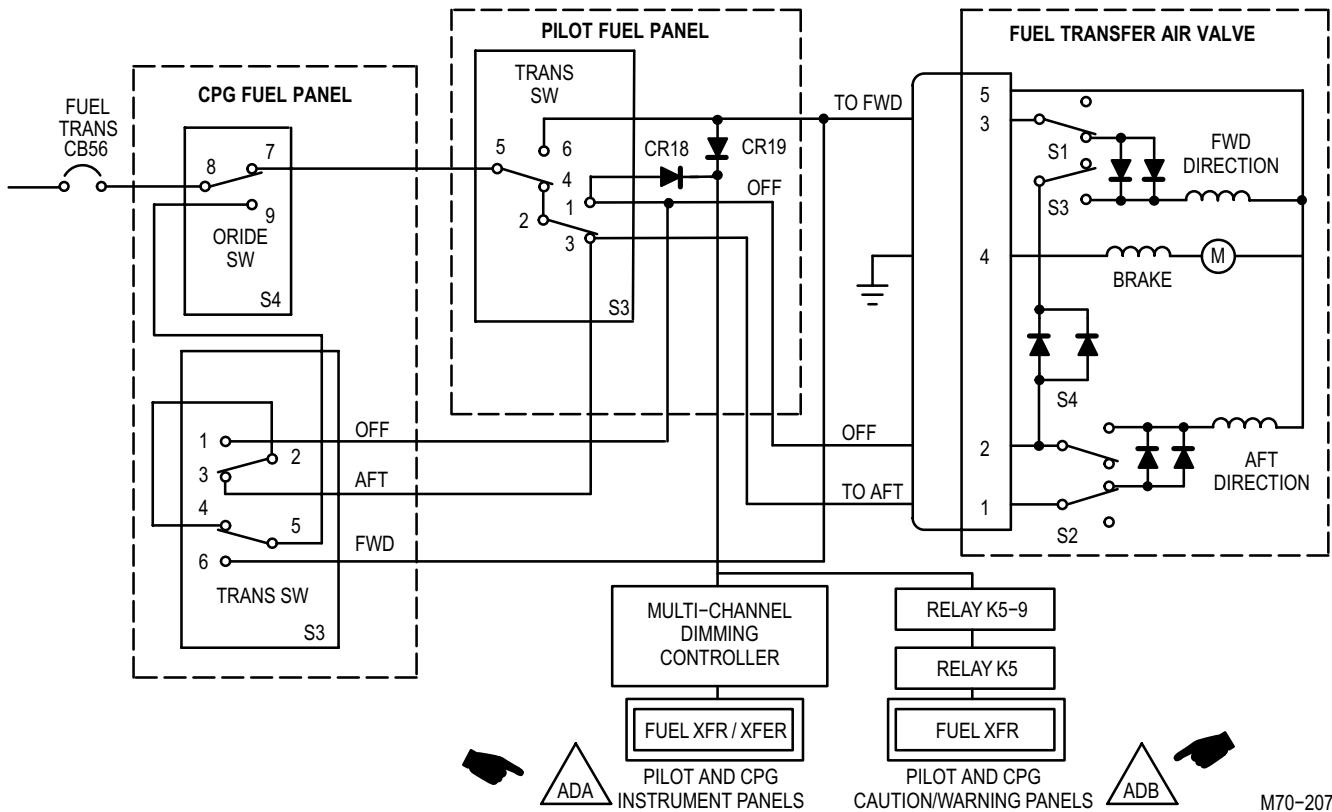 PILOT FUEL PANEL
FUEL TRANSFER AIR VALVE
CPG FUEL PANEL
FUEL
TRANS
CB56
8
7
9
ORIDE
SW
S4
TRANS
SW
5
6
4
2
1
3
S3
CR18
CR19
TO FWD
OFF
OFF
TO AFT
5
3
4
2
1
S1
S3
FWD
DIRECTION
BRAKE
M
S4
AFT
DIRECTION
S2
1
2
3
4
5
6
TRANS SW
S3
OFF
AFT
FWD
MULTI-CHANNEL
DIMMING
CONTROLLER
FUEL XFR / XFER
PILOT AND CPG
INSTRUMENT PANELS
ADA
RELAY K5-9
RELAY K5
FUEL XFR
PILOT AND CPG
CAUTION/WARNING PANELS
ADB
M70-207